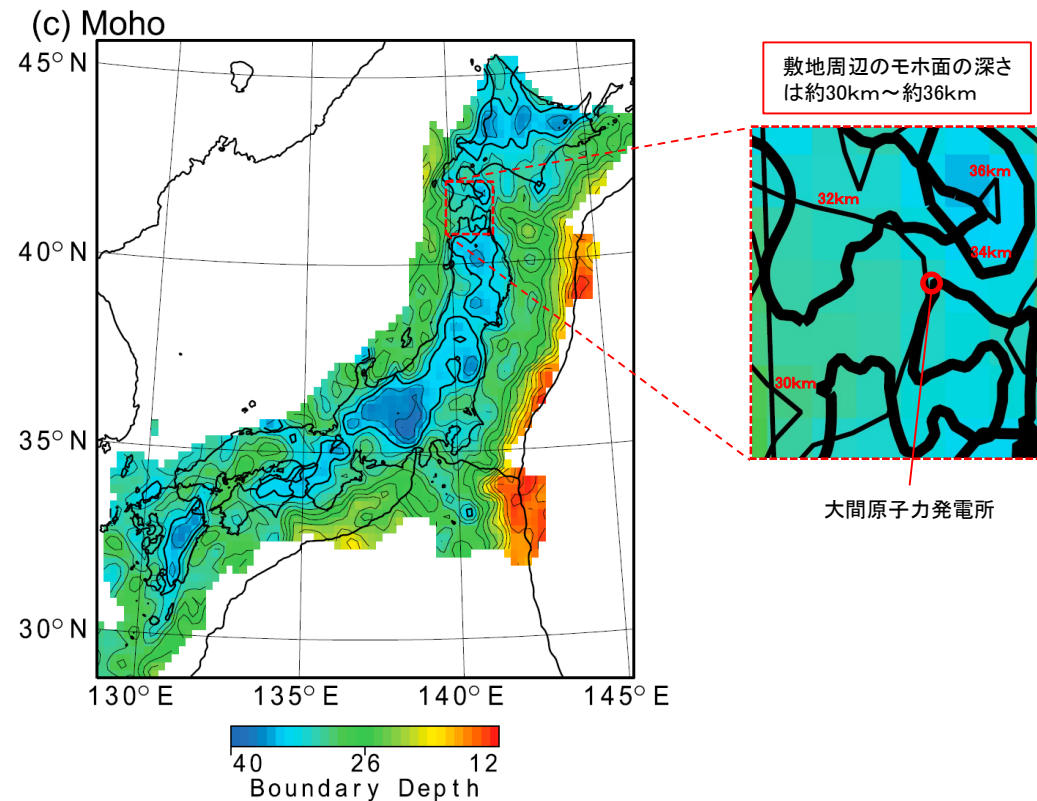 (c) Moho
45° N
40° N
35° N
30° N
130° E
135° E
140° E
145° E
40
26
12
Boundary Depth
敷地周辺のモホ面の深さ
は約30km～約36km
36km
32km
34km
30km
大間原子力発電所